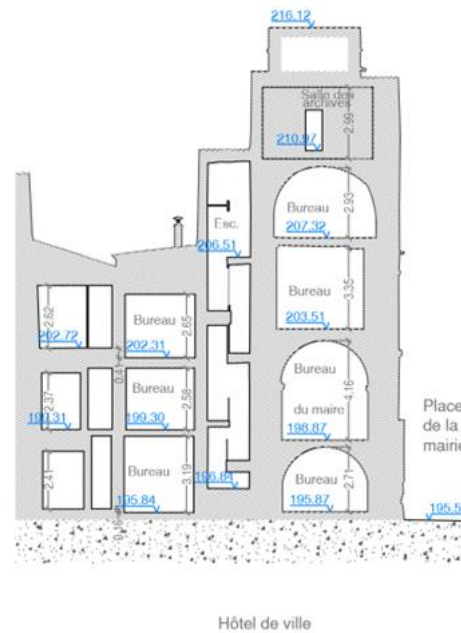 216.12
Salle des
archives
2.99
210.97
2.93
Bureau
207.32
Esc.
206.51
3.35
Bureau
203.51
2.62
202.72
Bureau
2.65
202.31
0.41
4.16
Bureau
du maire
198.87
2.37
199.31
Bureau
2.58
199.30
Place
de la
mairie
2.41
Bureau
3.19
195.84
196.84
Bureau
2.71
195.87
195.5
0.16
Hôtel de ville